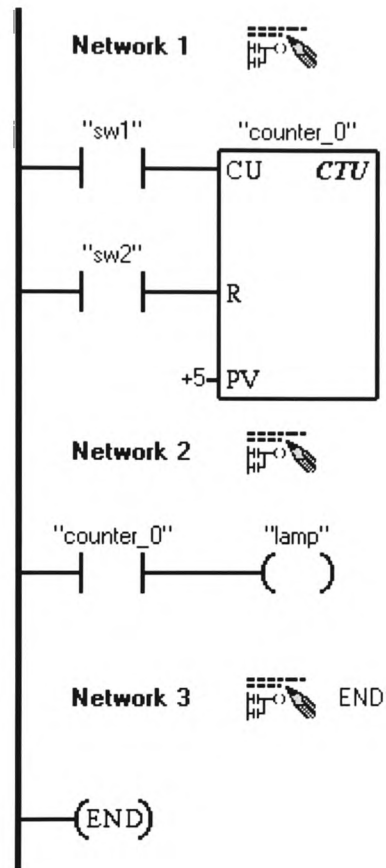 Network 1
"sw1" "counter_0"
CU CTU
"sw2"
R
+5 PV
Network 2
"counter_0" "lamp"
Network 3 END
(END)